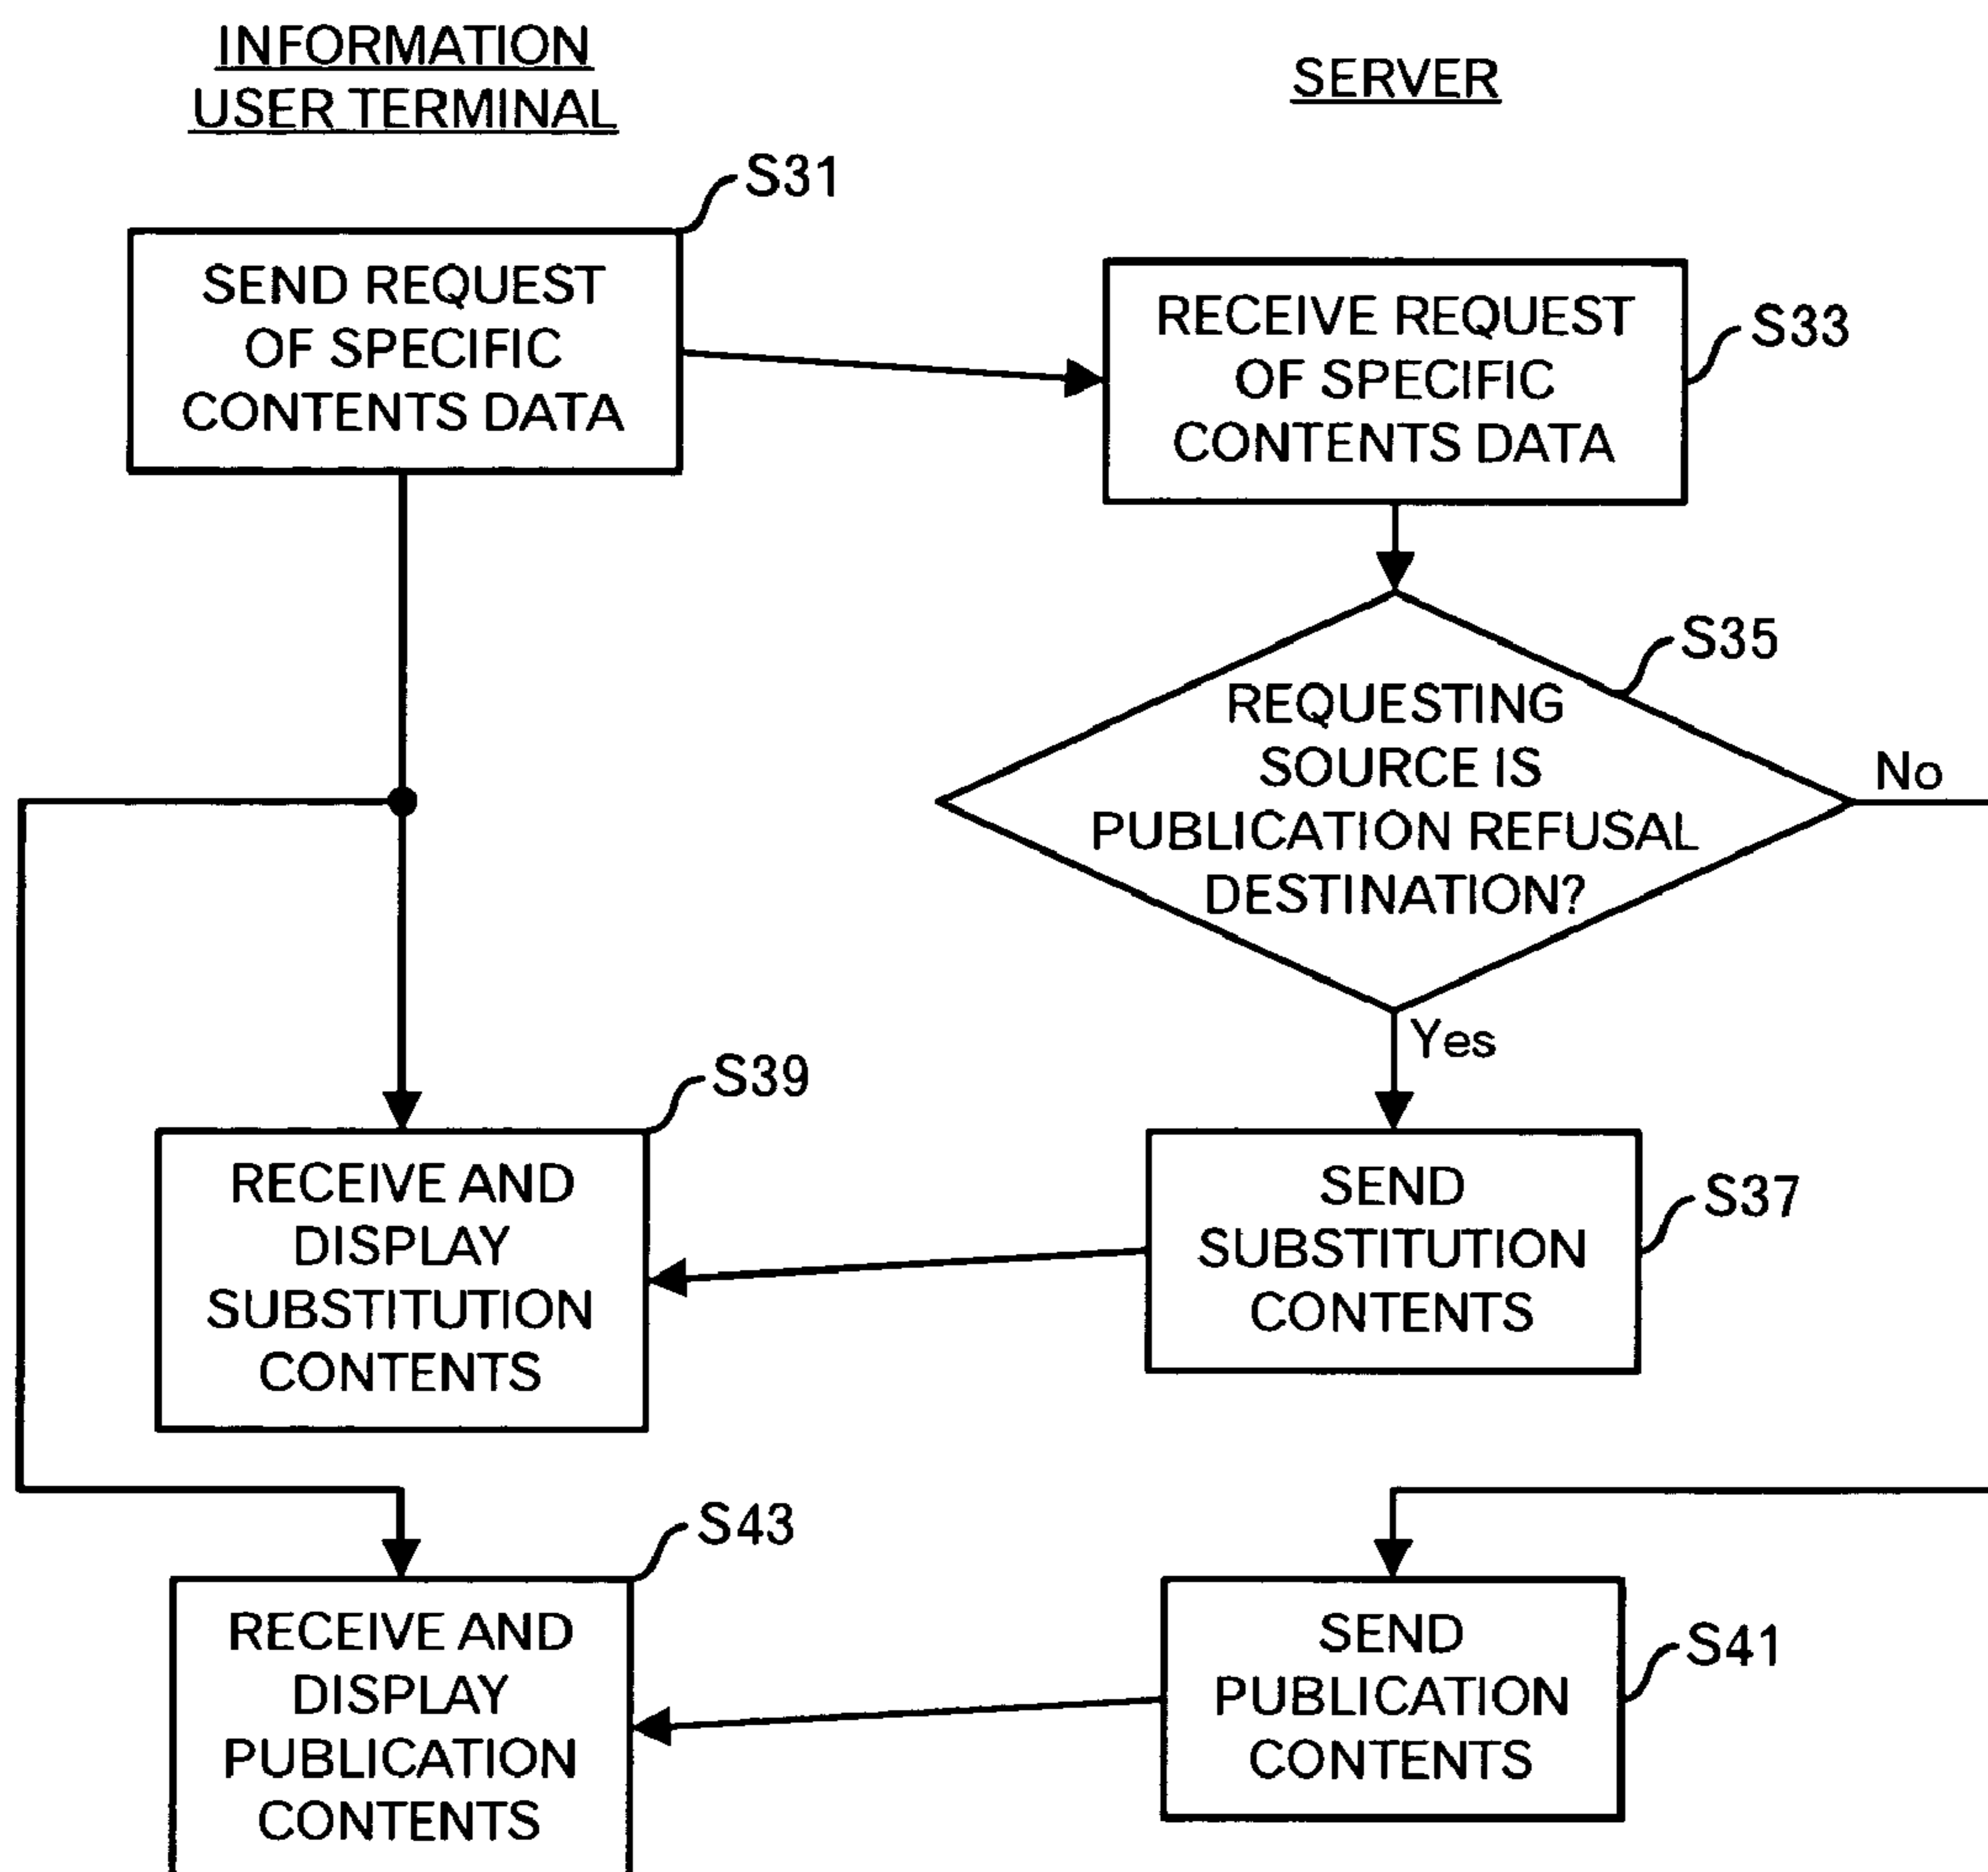 INFORMATION
USER TERMINAL
SERVER
S31
SEND REQUEST
OF SPECIFIC
CONTENTS DATA
RECEIVE REQUEST
OF SPECIFIC
CONTENTS DATA
S33
S35
REQUESTING
SOURCE IS
PUBLICATION REFUSAL
DESTINATION?
No
Yes
S39
RECEIVE AND
DISPLAY
SUBSTITUTION
CONTENTS
SEND
SUBSTITUTION
CONTENTS
S37
S43
RECEIVE AND
DISPLAY
PUBLICATION
CONTENTS
SEND
PUBLICATION
CONTENTS
S41